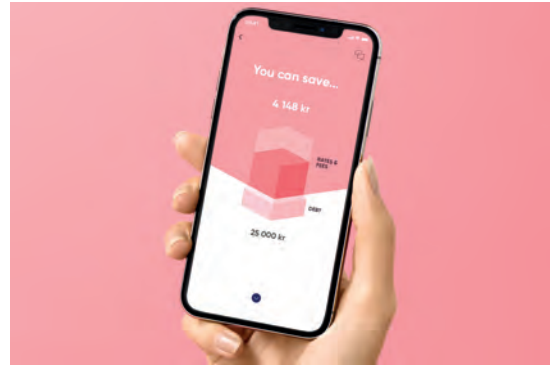 You can save...
4 148 kr
RATES &
FEES
DEBT
25 000 kr